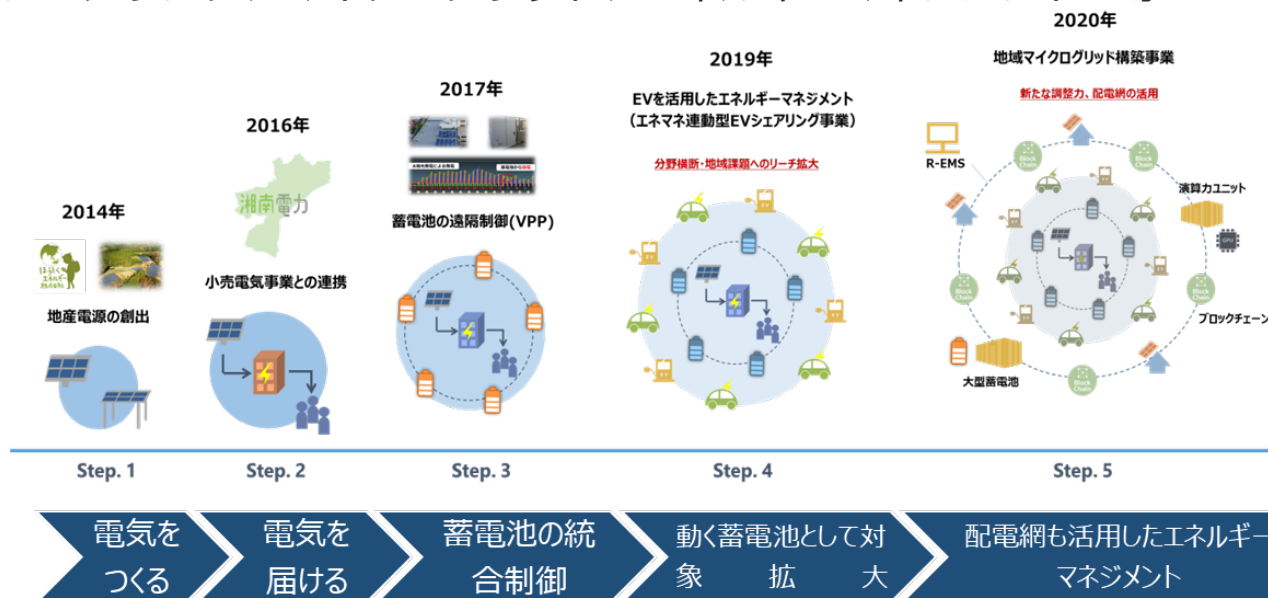 2014年
地産電源の創出
2016年
湘南電力
小売電気事業との連携
2017年
蓄電池の遠隔制御(VPP)
2019年
EVを活用したエネルギーマネジメント
(エネマネ連動型EVシェアリング事業)
分野横断・地域課題へのリーチ拡大
2020年
地域マイクログリッド構築事業
新たな調整力、配電網の活用
R-EMS
Block
Chain
Block
Chain
演算力ユニット
GPU
Block
Chain
Block
Chain
ブロックチェーン
大型蓄電池
Block
Chain
Step. 1
Step. 2
Step. 3
Step. 4
Step. 5
電気を
つくる
電気を
届ける
蓄電池の統
合制御
動く蓄電池として対
象拡大
配電網も活用したエネルギー
マネジメント